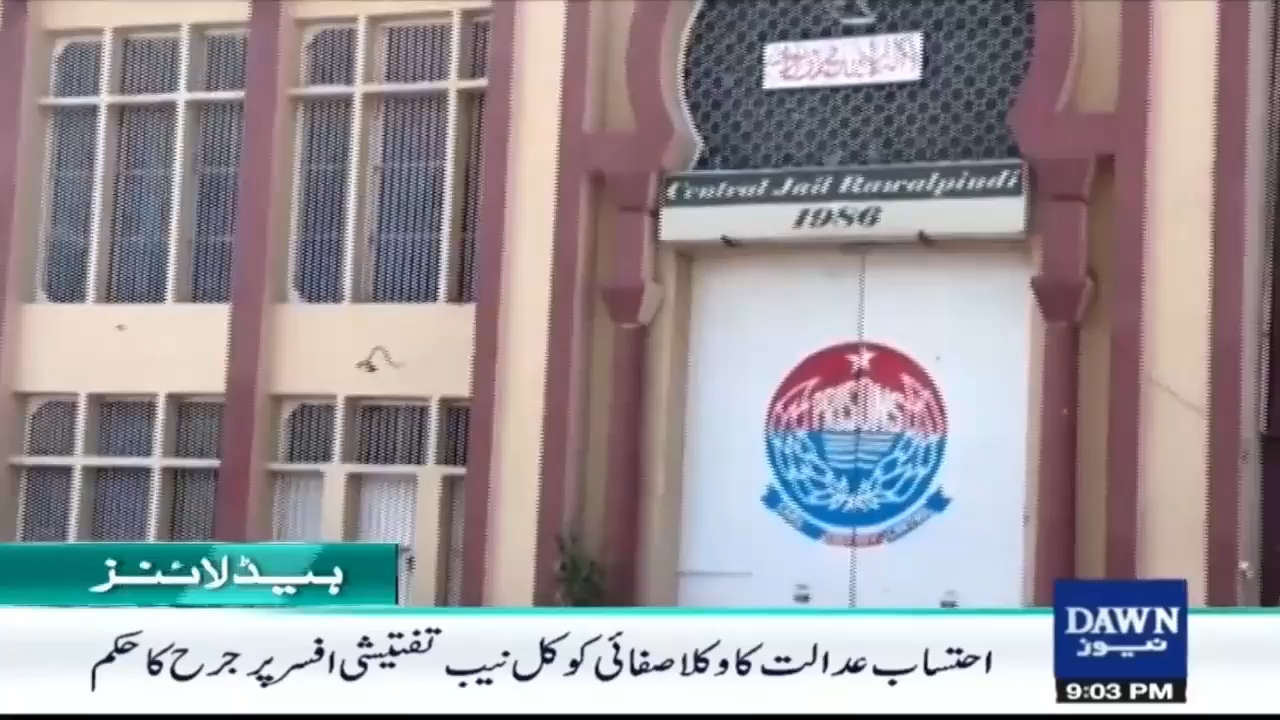 Central Jail Rawalpindi
1986
ہیڈلائنز
احتساب عدالت کا وکلا صفائی کو کل نیب تفتیشی افسر پر جرح کا حکم
DAWN
نیوز
9:03 PM